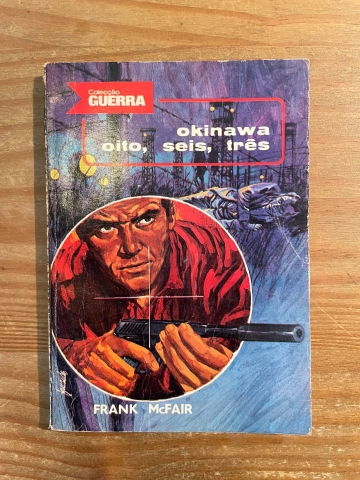 Colecção
GUERRA
okinawa
oito, seis, três
FRANK McFAIR